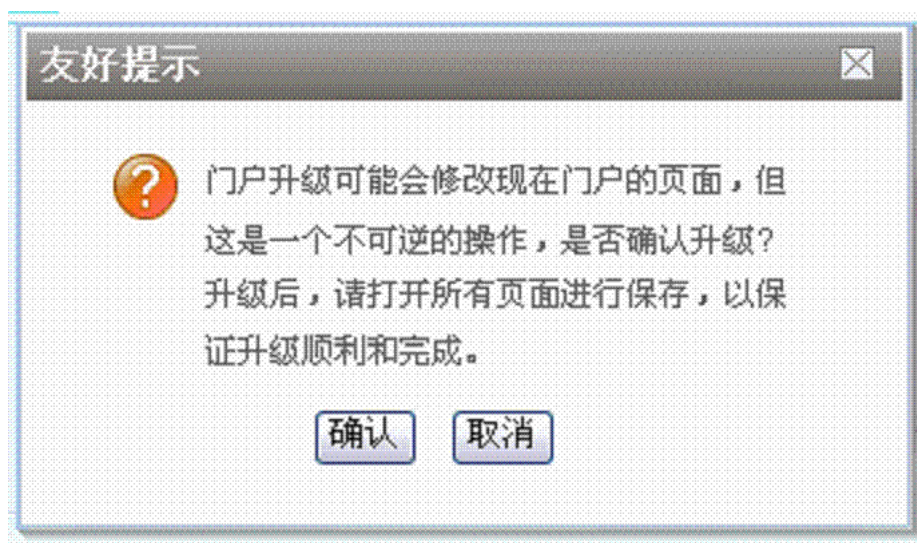 友好提示
门户升级可能会修改现在门户的页面，但
这是一个不可逆的操作，是否确认升级?
升级后，请打开所有页面进行保存，以保
证升级顺利和完成。
确认 取消